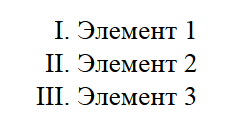 I. Элемент 1
II. Элемент 2
III. Элемент 3